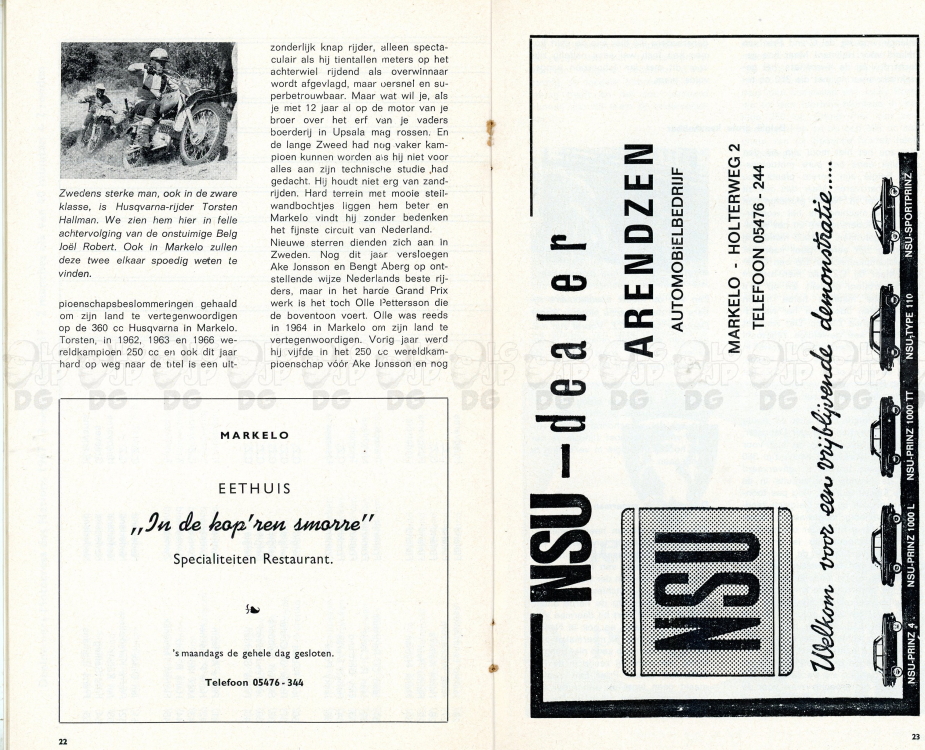 Zwedens sterke man, ook in de zware
klasse, is Husqvarna-rijder Torsten
Hallman. We zien hem hier in felle
achtervolging van de onstuimige Belg
Joël Robert. Ook in Markelo zullen
deze twee elkaar spoedig weten te
vinden.
pioenschapsbeslommeringen gehaald
om zijn land te vertegenwoordigen
op de 360 cc Husqvarna in Markelo.
Torsten, in 1962, 1963 en 1966 we-
reldkampioen 250 cc en ook dit jaar
hard op weg naar de titel is een uit-
zonderlijk knap rijder, alleen specta-
culair als hij tientallen meters op het
achterwiel rijdend als overwinnaar
wordt afgevlagd, maar oersnel en su-
perbetrouwbaar. Maar wat wil je, als
je met 12 jaar al op de motor van je
broer over het erf van je vaders
boerderij in Upsala mag rossen. En
de lange Zweed had nog vaker kam-
pioen kunnen worden als hij niet voor
alles aan zijn technische studie had
gedacht. Hij houdt niet erg van zand-
rijden. Hard terrein met mooie steil-
wandbochtjes liggen hem beter en
Markelo vindt hij zonder bedenken
het fijnste circuit van Nederland.
Nieuwe sterren dienden zich aan in
Zweden. Nog dit jaar versloegen
Ake Jonsson en Bengt Aberg op ont-
stellende wijze Nederlands beste rij-
ders, maar in het harde Grand Prix
werk is het toch Olle Pettersson die
de boventoon voert. Olle was reeds
in 1964 in Markelo om zijn land te
vertegenwoordigen. Vorig jaar werd
hij vijfde in het 250 cc wereldkam-
pioenschap vóór Ake Jonsson en nog
MARKELO
EETHUIS
,,In de kop'ren smorre"
Specialiteiten Restaurant.
's maandags de gehele dag gesloten.
Telefoon 05476 - 344
22
NSU-dealer
ARENDZEN
AUTOMOBIELBEDRIJF
MARKELO - HOLTERWEG 2
TELEFOON 05476 - 244
NSU
Welkom voor een vrijblijvende demonstratie.....
NSU-PRINZ 4
NSU-PRINZ 1000 L
NSU-PRINZ 1000 TT
NSU-TYPE 110
NSU-SPORTPRINZ
23